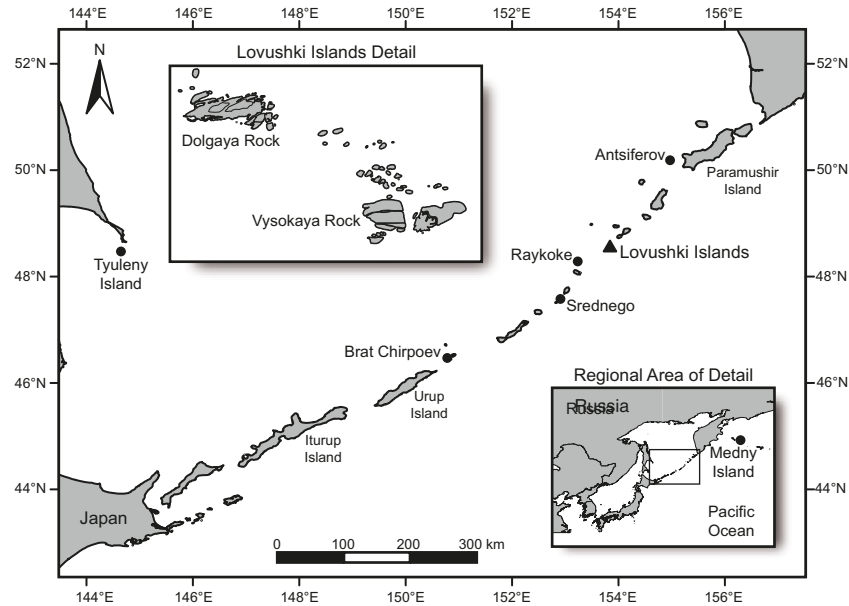 144°E 146°E 148°E 150°E 152°E 154°E 156°E
52°N
50°N
48°N
46°N
44°N
52°N
50°N
48°N
46°N
44°N
N
Lovushki Islands Detail
Dolgaya Rock
Vysokaya Rock
Antsiferov
Paramushir
Island
Raykoke
Lovushki Islands
Tyuleny
Island
Srednego
Brat Chirpoev
Urup
Island
Iturup
Island
Japan
Regional Area of Detail
Russia
Russia
Medny
Island
Pacific
Ocean
0 100 200 300 km
144°E 146°E 148°E 150°E 152°E 154°E 156°E